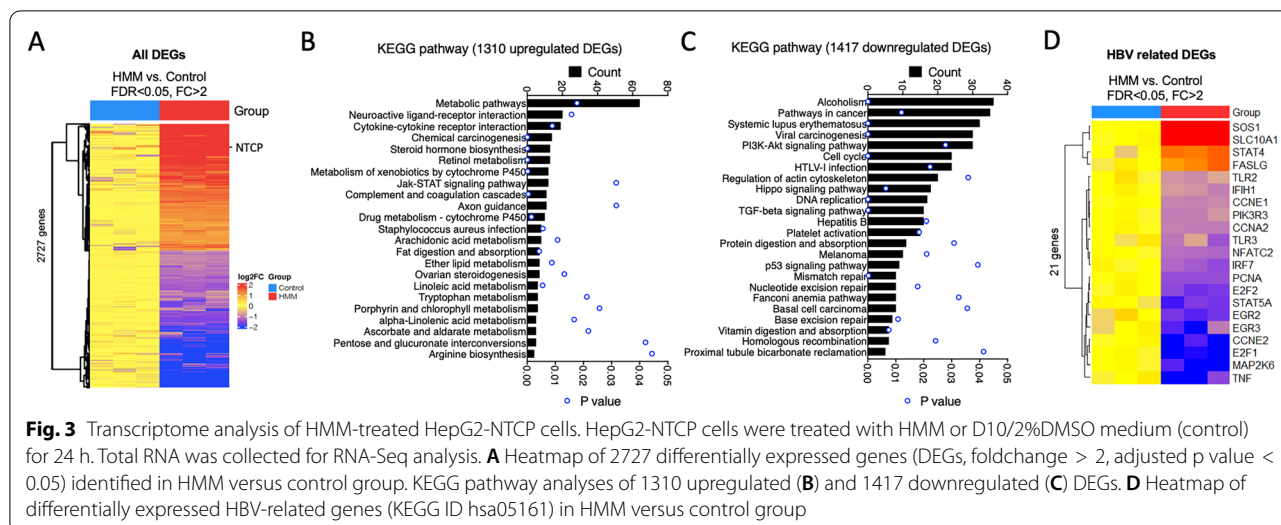 A
All DEGs
HMM vs. Control
FDR<0.05, FC>2
Group
NTCP
2727 genes
log2FC
2
1
0
−1
−2
Group
Control
HMM
B
KEGG pathway (1310 upregulated DEGs)
Count
0 20 40 60 80
Metabolic pathways
Neuroactive ligand-receptor interaction
Cytokine-cytokine receptor interaction
Chemical carcinogenesis
Steroid hormone biosynthesis
Retinol metabolism
Metabolism of xenobiotics by cytochrome P450
Jak-STAT signaling pathway
Complement and coagulation cascades
Axon guidance
Drug metabolism - cytochrome P450
Staphylococcus aureus infection
Arachidonic acid metabolism
Fat digestion and absorption
Ether lipid metabolism
Ovarian steroidogenesis
Linoleic acid metabolism
Tryptophan metabolism
Porphyrin and chlorophyll metabolism
alpha-Linolenic acid metabolism
Ascorbate and aldarate metabolism
Pentose and glucuronate interconversions
Arginine biosynthesis
0.00 0.01 0.02 0.03 0.04 0.05
P value
C
KEGG pathway (1417 downregulated DEGs)
Count
0 10 20 30 40
Alcoholism
Pathways in cancer
Systemic lupus erythematosus
Viral carcinogenesis
PI3K-Akt signaling pathway
Cell cycle
HTLV-I infection
Regulation of actin cytoskeleton
Hippo signaling pathway
DNA replication
TGF-beta signaling pathway
Hepatitis B
Platelet activation
Protein digestion and absorption
Melanoma
p53 signaling pathway
Mismatch repair
Nucleotide excision repair
Fanconi anemia pathway
Basal cell carcinoma
Base excision repair
Vitamin digestion and absorption
Homologous recombination
Proximal tubule bicarbonate reclamation
0.00 0.01 0.02 0.03 0.04 0.05
P value
D
HBV related DEGs
HMM vs. Control
FDR<0.05, FC>2
Group
21 genes
SOS1
SLC10A1
STAT4
FASLG
TLR2
IFIH1
CCNE1
PIK3R3
CCNA2
TLR3
NFATC2
IRF7
PCNA
E2F2
STAT5A
EGR2
EGR3
CCNE2
E2F1
MAP2K6
TNF
Fig. 3 Transcriptome analysis of HMM-treated HepG2-NTCP cells. HepG2-NTCP cells were treated with HMM or D10/2%DMSO medium (control)
for 24 h. Total RNA was collected for RNA-Seq analysis. A Heatmap of 2727 differentially expressed genes (DEGs, foldchange > 2, adjusted p value <
0.05) identified in HMM versus control group. KEGG pathway analyses of 1310 upregulated (B) and 1417 downregulated (C) DEGs. D Heatmap of
differentially expressed HBV-related genes (KEGG ID hsa05161) in HMM versus control group